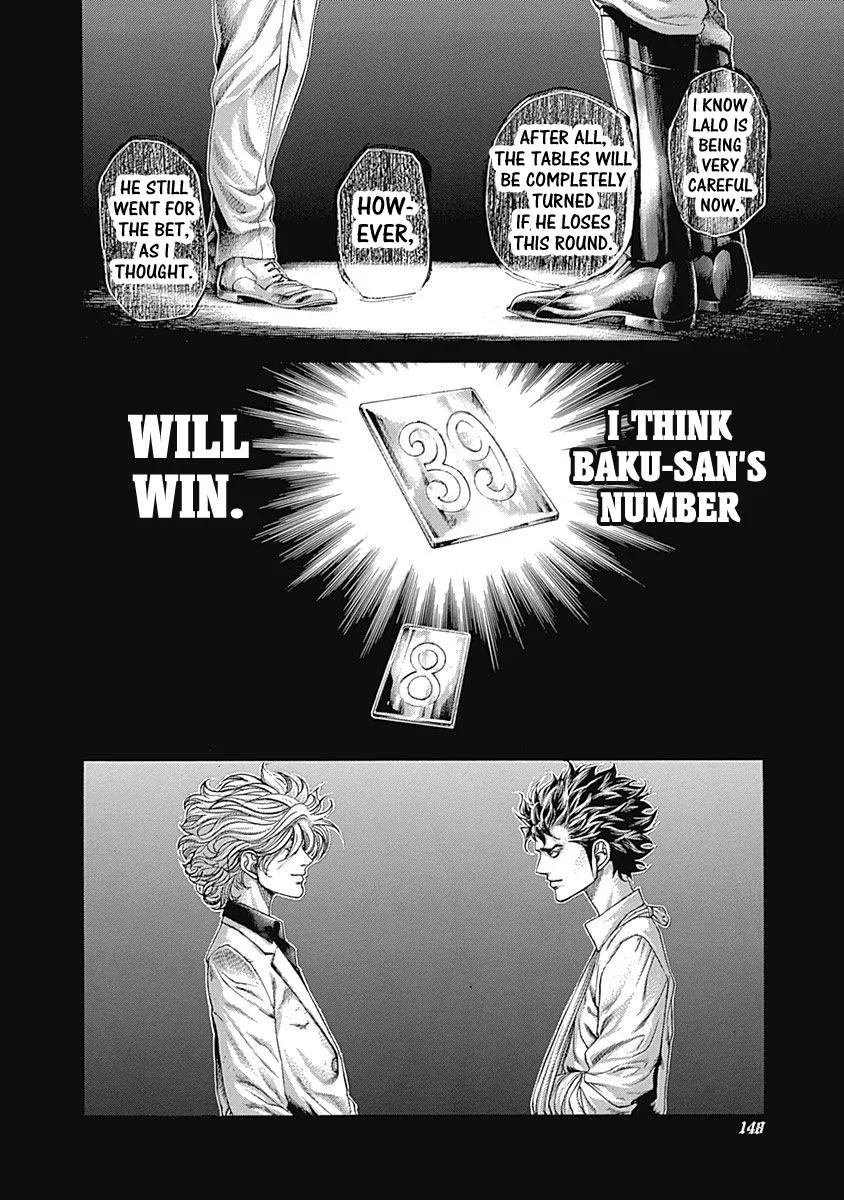 I KNOW
LALO IS
BEING
VERY
CAREFUL
NOW.
AFTER ALL,
THE TABLES WILL
BE COMPLETELY
TURNED
IF HE LOSES
THIS ROUND.
HOW-
EVER,
HE STILL
WENT FOR
THE BET,
AS I
THOUGHT.
I THINK
BAKU-SAN'S
NUMBER
39
WILL
WIN.
8